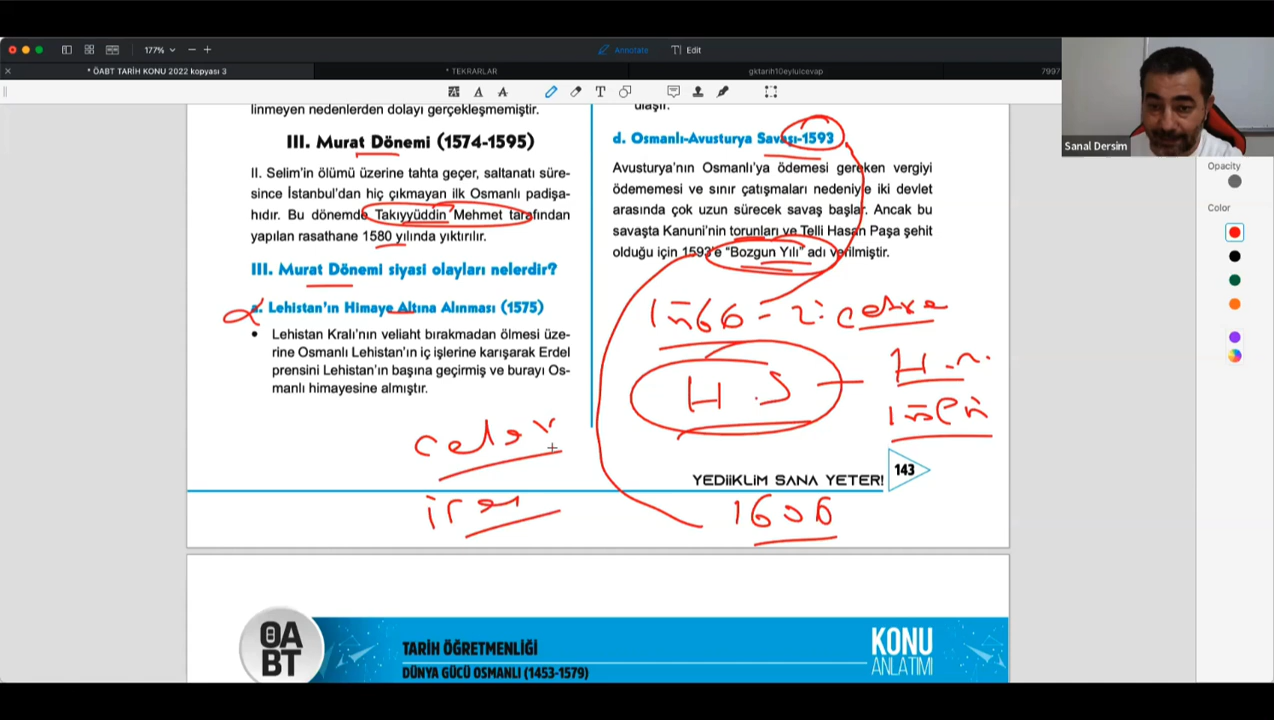 177%
Annotate
Edit
* ÖABT TARİH KONU 2022 kopyası 3
* TEKRARLAR
gktarih10eylulcevap
7997
Sanal Dersim
Opacity
Color
linmeyen nedenlerden dolayı gerçekleşmemiştir.
III. Murat Dönemi (1574-1595)
II. Selim’in ölümü üzerine tahta geçer, saltanatı süre-
since İstanbul’dan hiç çıkmayan ilk Osmanlı padişa-
hıdır. Bu dönemde Takıyyüddin Mehmet tarafından
yapılan rasathane 1580 yılında yıktırılır.
III. Murat Dönemi siyasi olayları nelerdir?
a. Lehistan’ın Himaye Altına Alınması (1575)
• Lehistan Kralı’nın veliaht bırakmadan ölmesi üze-
rine Osmanlı Lehistan’ın iç işlerine karışarak Erdel
prensini Lehistan’ın başına geçirmiş ve burayı Os-
manlı himayesine almıştır.
iran
ulaşır.
d. Osmanlı-Avusturya Savaşı-1593
Avusturya’nın Osmanlı’ya ödemesi gereken vergiyi
ödememesi ve sınır çatışmaları nedeniyle iki devlet
arasında çok uzun sürecek savaş başlar. Ancak bu
savaşta Kanuni’nin torunları ve Telli Hasan Paşa şehit
olduğu için 1593’e “Bozgun Yılı” adı verilmiştir.
H.S
1606
YEDiiKLiM SANA YETER!
143
ÖABT
TARİH ÖĞRETMENLİĞİ
DÜNYA GÜCÜ OSMANLI (1453-1579)
KONU
ANLATIMI